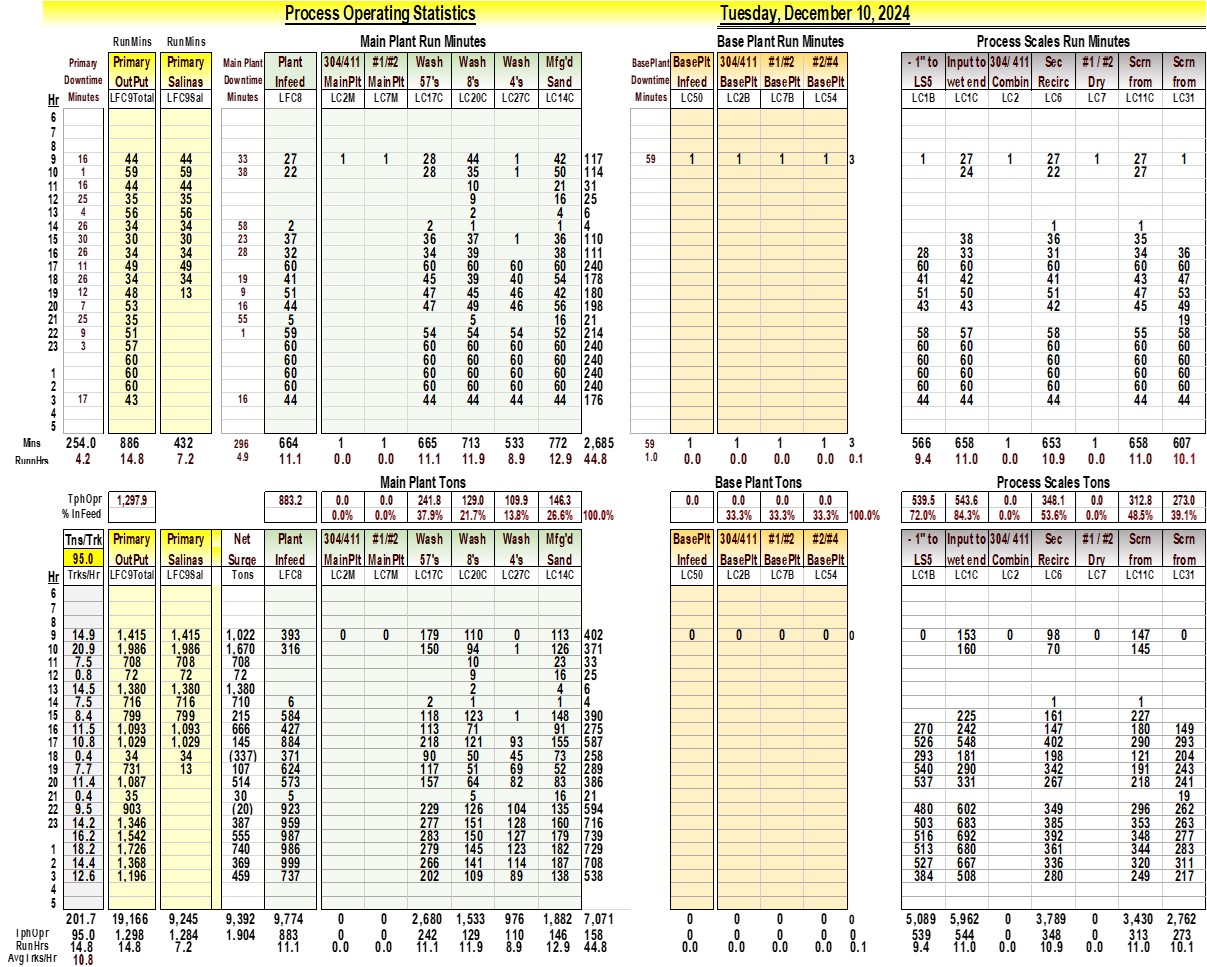 Process Operating Statistics Tuesday, December 10, 2024
RunMins RunMins Main Plant Run Minutes Base Plant Run Minutes Process Scales Run Minutes
Primary Primary Primary Main Plant Plant 304/411 #1/#2 Wash Wash Wash Mfg'd BasePlant BasePlt 304/411 #1/#2 #2/#4 - 1" to Input to 304/ 411 Sec #1 / #2 Scrn Scrn
Downtime OutPut Salinas Downtime Infeed MainPlt MainPlt 57's 8's 4's Sand Downtime Infeed BasePlt BasePlt BasePlt LS5 wet end Combin Recirc Dry from from
Hr Minutes LFC9Total LFC9Sal Minutes LFC8 LC2M LC7M LC17C LC20C LC27C LC14C Minutes LC50 LC2B LC7B LC54 LC1B LC1C LC2 LC6 LC7 LC11C LC31
6
7
8
9 16 44 44 33 27 1 1 28 44 1 42 117 59 1 1 1 1 3 1 27 1 27 1 27 1
10 1 59 59 38 22 28 35 1 50 114 24 22 27
11 16 44 44 10 21 31
12 25 35 35 9 16 25
13 4 56 56 2 4 6
14 26 34 34 58 2 2 1 1 4 1 1
15 30 30 30 23 37 36 37 1 36 110 38 36 35
16 26 34 34 28 32 34 39 38 111 28 33 31 34 36
17 11 49 49 60 60 60 60 60 240 60 60 60 60 60
18 26 34 34 19 41 45 39 40 54 178 41 42 41 43 47
19 12 48 13 9 51 47 45 46 42 180 51 50 51 47 53
20 7 53 16 44 47 49 46 56 198 43 43 42 45 49
21 25 35 55 5 5 16 21 19
22 9 51 1 59 54 54 54 52 214 58 57 58 55 58
23 3 57 60 60 60 60 60 240 60 60 60 60 60
60 60 60 60 60 60 240 60 60 60 60 60
1 60 60 60 60 60 60 240 60 60 60 60 60
2 60 60 60 60 60 60 240 60 60 60 60 60
3 17 43 16 44 44 44 44 44 176 44 44 44 44 44
4
5
Mins 254.0 886 432 296 664 1 1 665 713 533 772 2,685 59 1 1 1 1 3 566 658 1 653 1 658 607
RunnHrs 4.2 14.8 7.2 4.9 11.1 0.0 0.0 11.1 11.9 8.9 12.9 44.8 1.0 0.0 0.0 0.0 0.0 0.1 9.4 11.0 0.0 10.9 0.0 11.0 10.1
Main Plant Tons Base Plant Tons Process Scales Tons
TphOpr 1,297.9 883.2 0.0 0.0 241.8 129.0 109.9 146.3 0.0 0.0 0.0 0.0 539.5 543.6 0.0 348.1 0.0 312.8 273.0
% InFeed 0.0% 0.0% 37.9% 21.7% 13.8% 26.6% 100.0% 33.3% 33.3% 33.3% 100.0% 72.0% 84.3% 0.0% 53.6% 0.0% 48.5% 39.1%
Tns/Trk Primary Primary Net Plant 304/411 #1/#2 Wash Wash Wash Mfg'd BasePlt 304/411 #1/#2 #2/#4 - 1" to Input to 304/ 411 Sec #1 / #2 Scrn Scrn
95.0 OutPut Salinas Surge Infeed MainPlt MainPlt 57's 8's 4's Sand Infeed BasePlt BasePlt BasePlt LS5 wet end Combin Recirc Dry from from
Hr Trks/Hr LFC9Total LFC9Sal Tons LFC8 LC2M LC7M LC17C LC20C LC27C LC14C LC50 LC2B LC7B LC54 LC1B LC1C LC2 LC6 LC7 LC11C LC31
6
7
8
9 14.9 1,415 1,415 1,022 393 0 0 179 110 0 113 402 0 0 0 0 0 0 153 0 98 0 147 0
10 20.9 1,986 1,986 1,670 316 150 94 1 126 371 160 70 145
11 7.5 708 708 708 10 23 33
12 0.8 72 72 72 9 16 25
13 14.5 1,380 1,380 1,380 2 4 6
14 7.5 716 716 710 6 2 1 1 4 1 1
15 8.4 799 799 215 584 118 123 1 148 390 225 161 227
16 11.5 1,093 1,093 666 427 113 71 91 275 270 242 147 180 149
17 10.8 1,029 1,029 145 884 218 121 93 155 587 526 548 402 290 293
18 0.4 34 34 (337) 371 90 50 45 73 258 293 181 198 121 204
19 7.7 731 13 107 624 117 51 69 52 289 540 290 342 191 243
20 11.4 1,087 514 573 157 64 82 83 386 537 331 267 218 241
21 0.4 35 30 5 5 16 21 19
22 9.5 903 (20) 923 229 126 104 135 594 480 602 349 296 262
23 14.2 1,346 387 959 277 151 128 160 716 503 683 385 353 263
16.2 1,542 555 987 283 150 127 179 739 516 692 392 348 277
1 18.2 1,726 740 986 279 145 123 182 729 513 680 361 344 283
2 14.4 1,368 369 999 266 141 114 187 708 527 667 336 320 311
3 12.6 1,196 459 737 202 109 89 138 538 384 508 280 249 217
4
5
201.7 19,166 9,245 9,392 9,774 0 0 2,680 1,533 976 1,882 7,071 0 0 0 0 0 5,089 5,962 0 3,789 0 3,430 2,762
TphOpr 95.0 1,298 1,284 1.904 883 0 0 242 129 110 146 158 0 0 0 0 0 539 544 0 348 0 313 273
RunHrs 14.8 14.8 7.2 11.1 0.0 0.0 11.1 11.9 8.9 12.9 44.8 0.0 0.0 0.0 0.0 0.1 9.4 11.0 0.0 10.9 0.0 11.0 10.1
AvgTrks/Hr 10.8